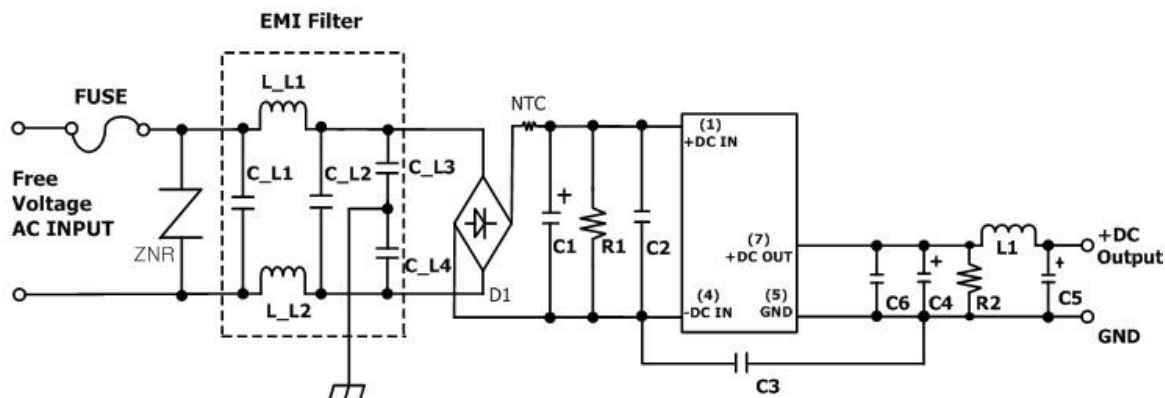 EMI Filter
FUSE
L_L1
NTC
(1)
+DC IN
C_L1
C_L2
C_L3
Free
Voltage
AC INPUT
ZNR
+
C1
R1
C2
(7)
+DC OUT
L1
+DC
Output
C_L4
D1
L_L2
(4)
-DC IN
(5)
GND
C6
+
C4
R2
+
C5
GND
C3